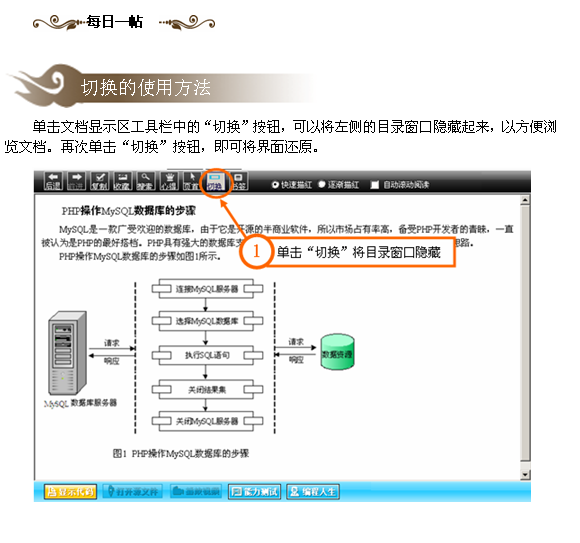 每日一帖
切换的使用方法
单击文档显示区工具栏中的“切换”按钮，可以将左侧的目录窗口隐藏起来，以方便浏
览文档。再次单击“切换”按钮，即可将界面还原。
后退 前进 复制 收藏 搜索 心得 页首 切换 书签 快速描红 逐渐描红 自动滚动阅读
PHP操作MySQL数据库的步骤
MySQL是一款广受欢迎的数据库，由于它是开源的半商业软件，所以市场占有率高，备受PHP开发者的青睐，一直
被认为是PHP的最好搭档。PHP具有强大的数据库支 路。
1 单击“切换”将目录窗口隐藏
PHP操作MySQL数据库的步骤如图1所示。
连接MySQL服务器
选择MySQL数据库
请求 请求
执行SQL语句 数据资源
响应 响应
关闭结果集
MySQL 数据库服务器
关闭MySQL服务器
图1 PHP操作MySQL数据库的步骤
显示代码 打开源文件 能力测试 编程人生